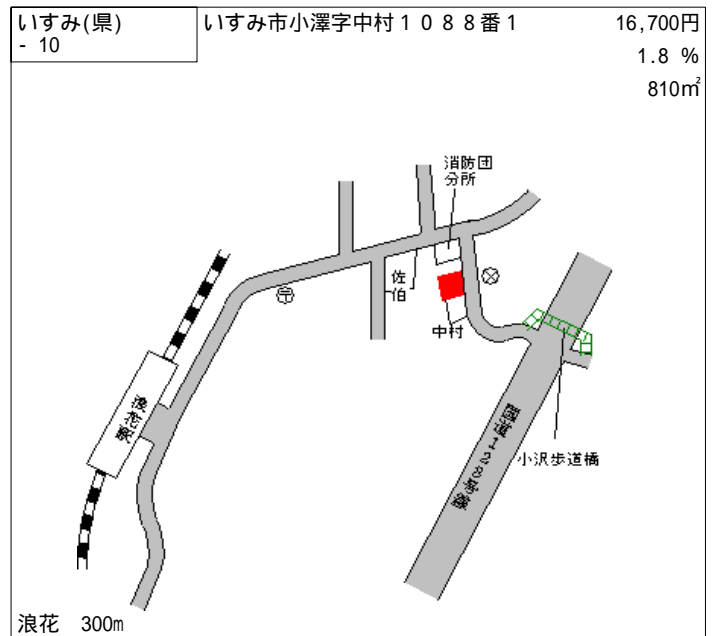 いすみ(県)
- 10
いすみ市小澤字中村1088番1
16,700円
1.8 %
810㎡
消防団
分所
佐
伯
中村
浪花駅
国道128号線
小沢歩道橋
浪花 300m